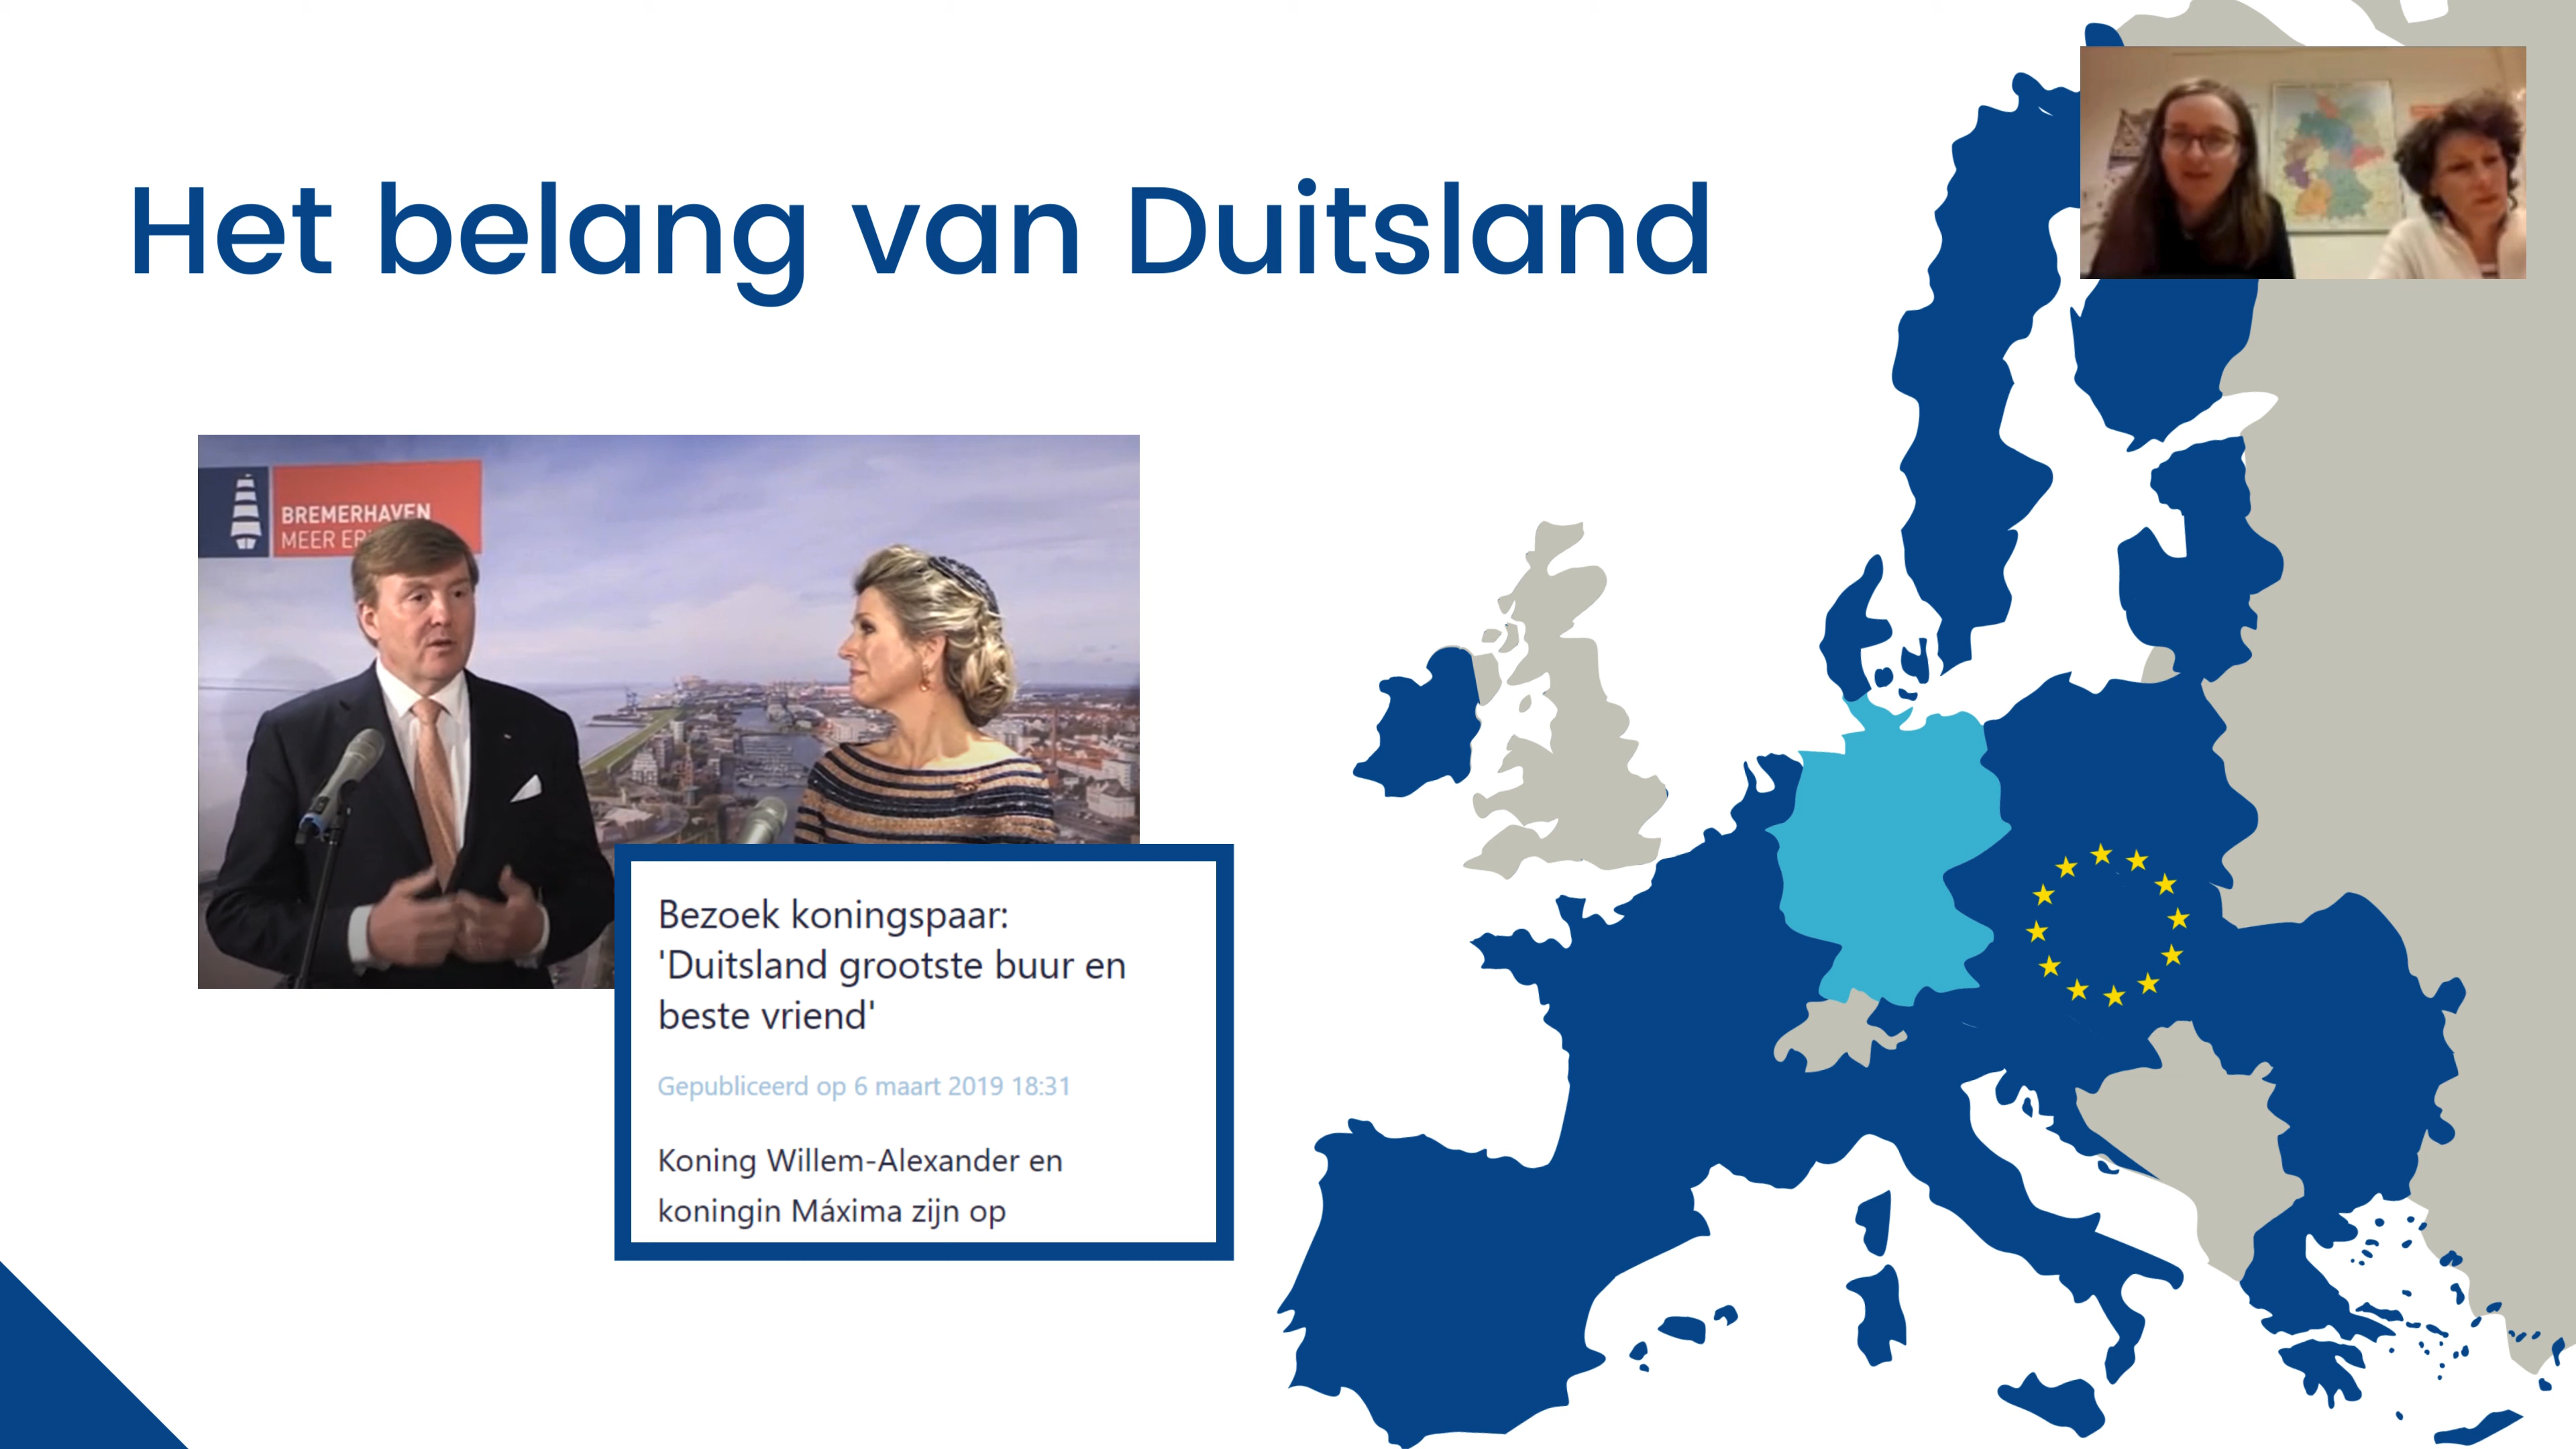 Het belang van Duitsland
BREMERHAVEN
MEER
Bezoek koningspaar:
'Duitsland grootste buur en
beste vriend'
Gepubliceerd op 6 maart 2019 18:31
Koning Willem-Alexander en
koningin Máxima zijn op